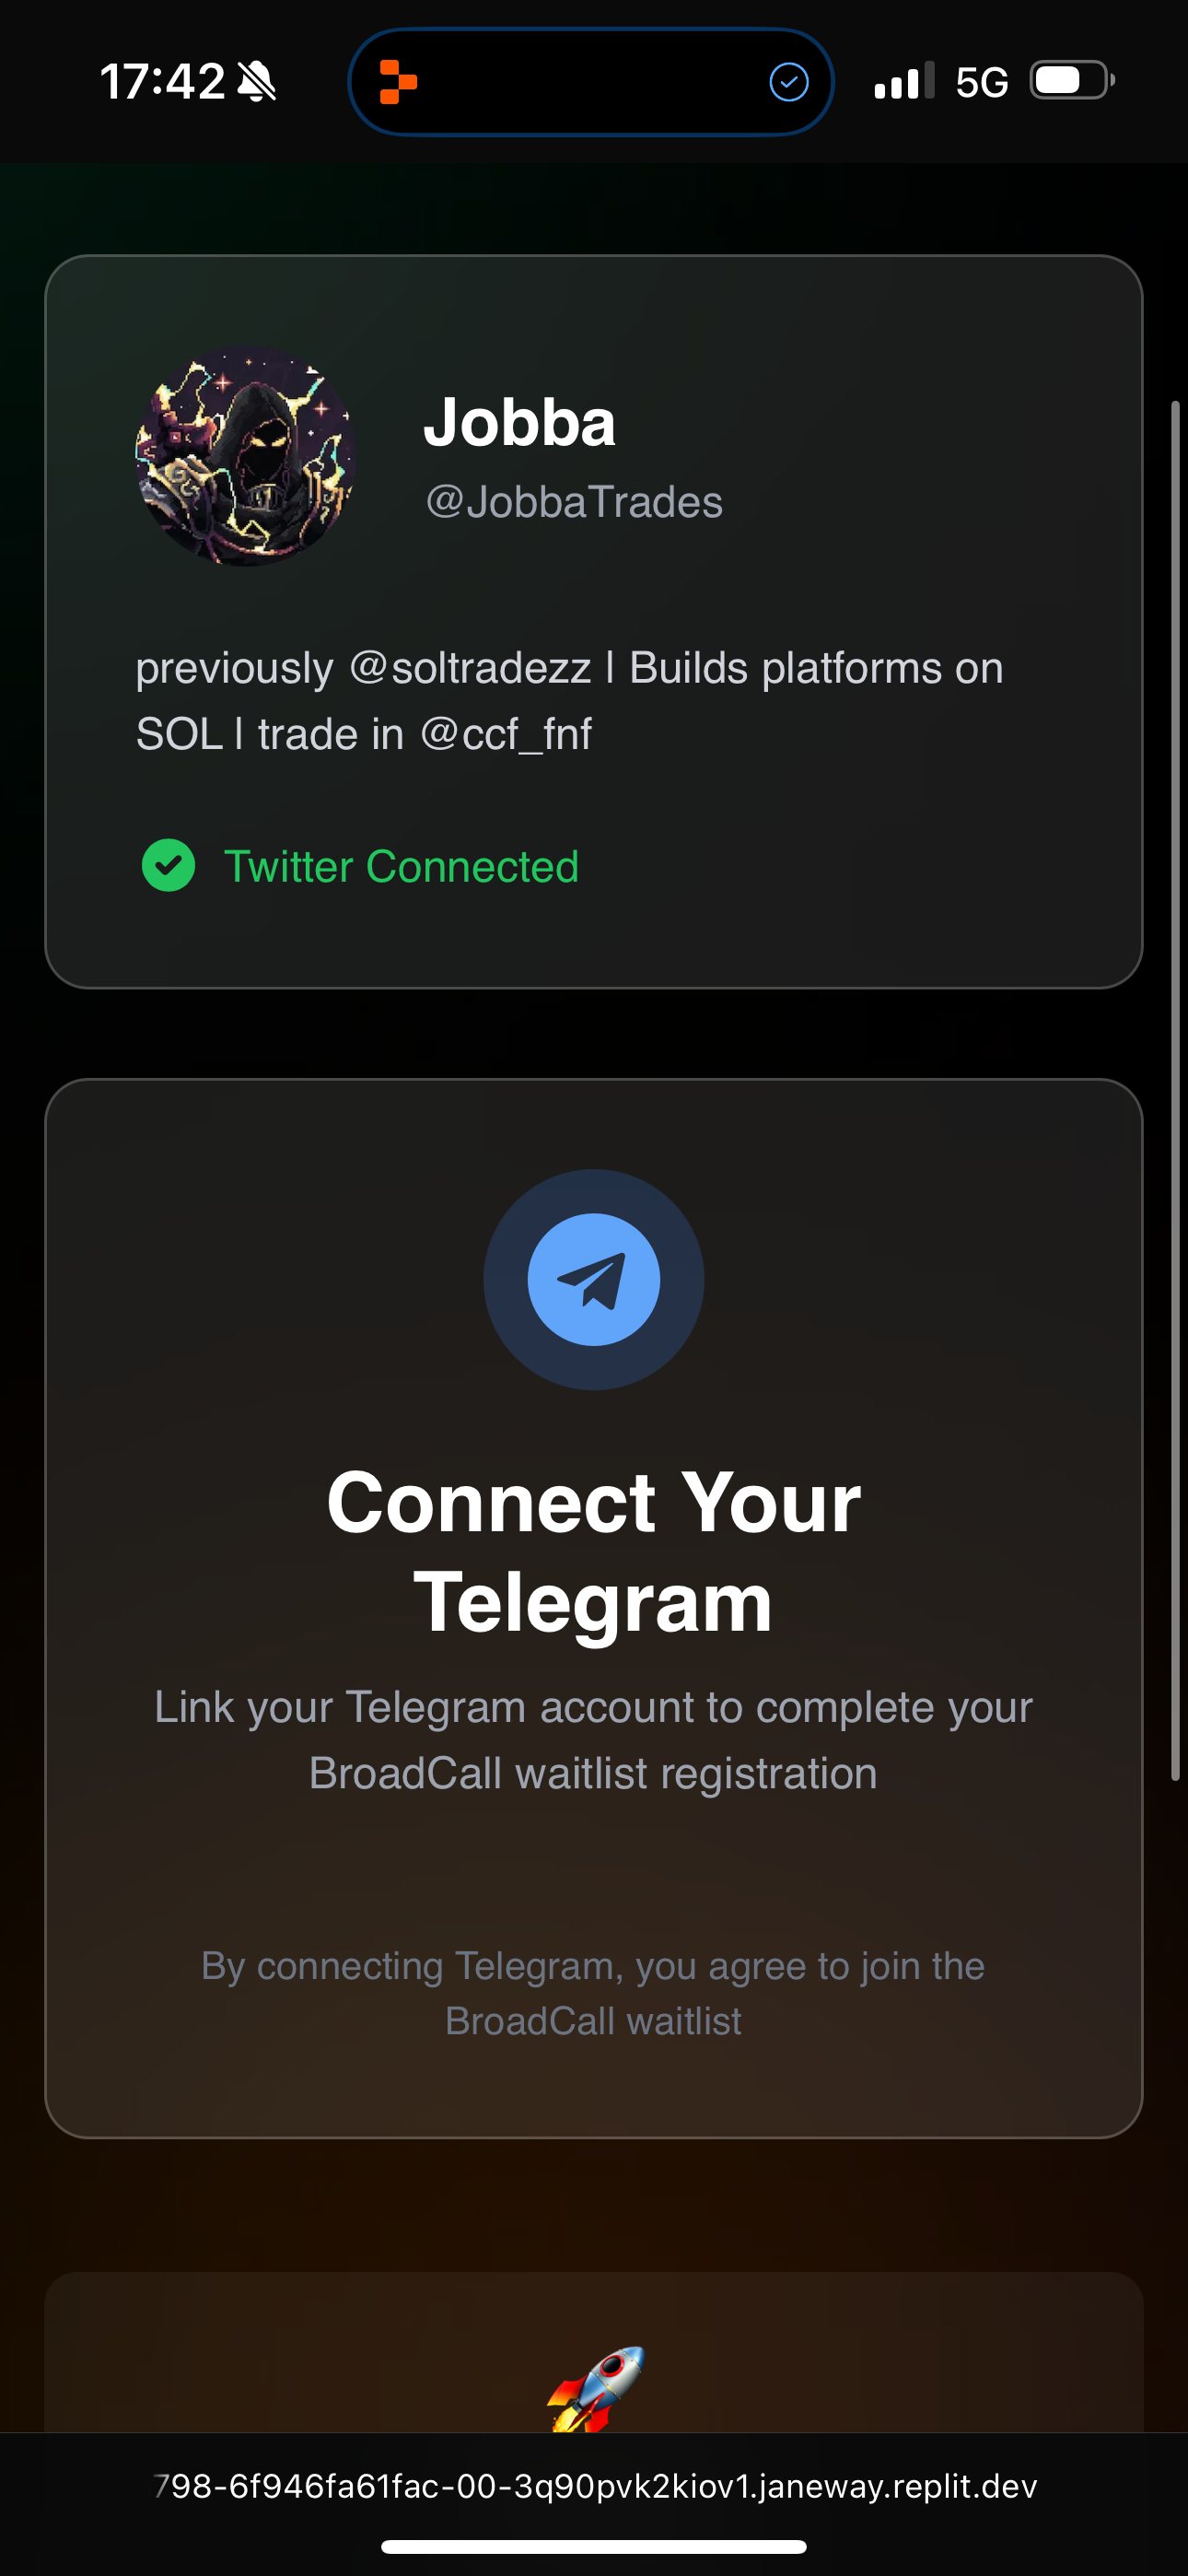 17:42
5G
Jobba
@JobbaTrades
previously @soltradezz | Builds platforms on
SOL | trade in @ccf_fnf
Twitter Connected
Connect Your
Telegram
Link your Telegram account to complete your
BroadCall waitlist registration
By connecting Telegram, you agree to join the
BroadCall waitlist
798-6f946fa61fac-00-3q90pvk2kiov1.janeway.replit.dev